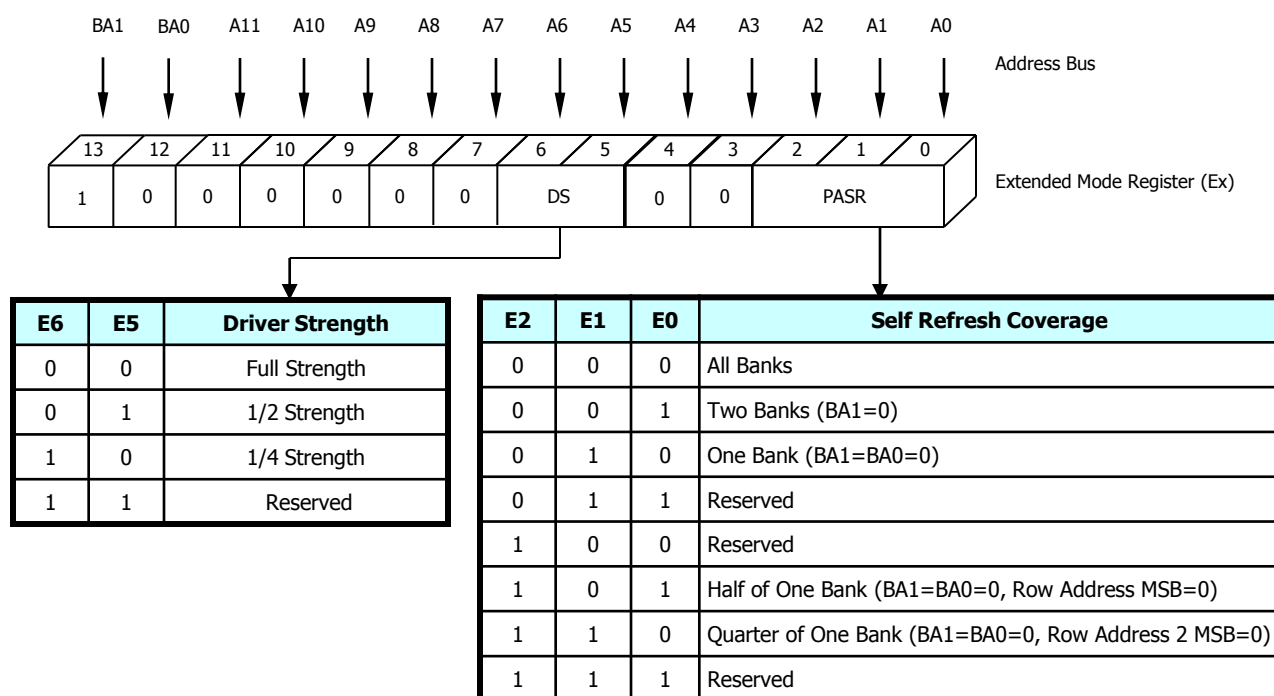 BA1 BA0 A11 A10 A9 A8 A7 A6 A5 A4 A3 A2 A1 A0
Address Bus
13 12 11 10 9 8 7 6 5 4 3 2 1 0
1 0 0 0 0 0 0 DS 0 0 PASR
Extended Mode Register (Ex)
E6 E5 Driver Strength
0 0 Full Strength
0 1 1/2 Strength
1 0 1/4 Strength
1 1 Reserved
E2 E1 E0 Self Refresh Coverage
0 0 0 All Banks
0 0 1 Two Banks (BA1=0)
0 1 0 One Bank (BA1=BA0=0)
0 1 1 Reserved
1 0 0 Reserved
1 0 1 Half of One Bank (BA1=BA0=0, Row Address MSB=0)
1 1 0 Quarter of One Bank (BA1=BA0=0, Row Address 2 MSB=0)
1 1 1 Reserved